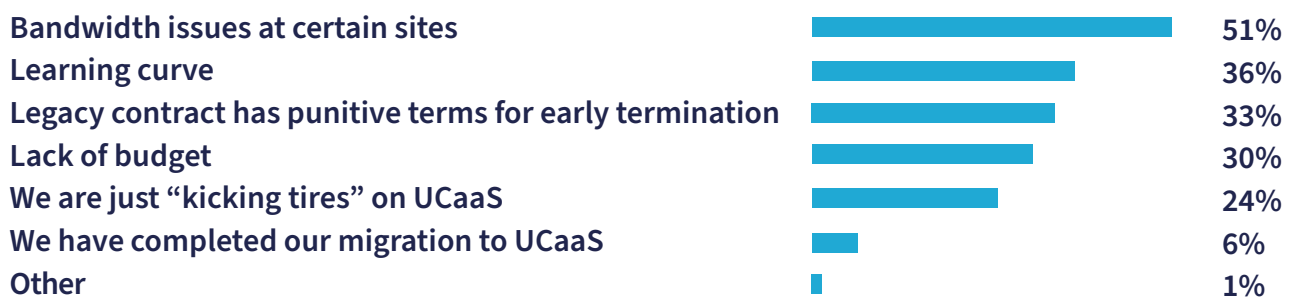 Bandwidth issues at certain sites 51%
Learning curve 36%
Legacy contract has punitive terms for early termination 33%
Lack of budget 30%
We are just “kicking tires” on UCaaS 24%
We have completed our migration to UCaaS 6%
Other 1%